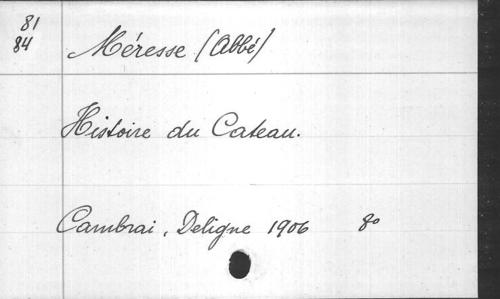 81
84
Méresse (Abbé)
Histoire du Cateau.
Cambrai, Deligne 1906 8°